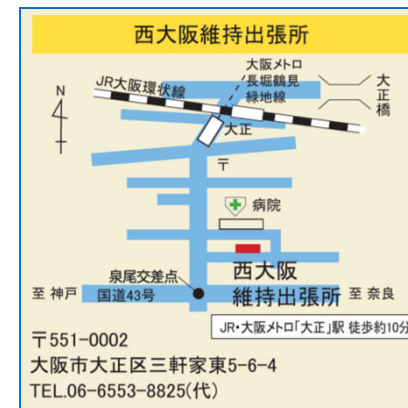 西大阪維持出張所
大阪メトロ
長堀鶴見
緑地線
大正橋
JR大阪環状線
N
大正
〒
病院
西大阪
維持出張所
泉尾交差点
至 神戸
国道43号
至 奈良
JR・大阪メトロ「大正」駅 徒歩約10分
〒551-0002
大阪市大正区三軒家東5-6-4
TEL.06-6553-8825(代)